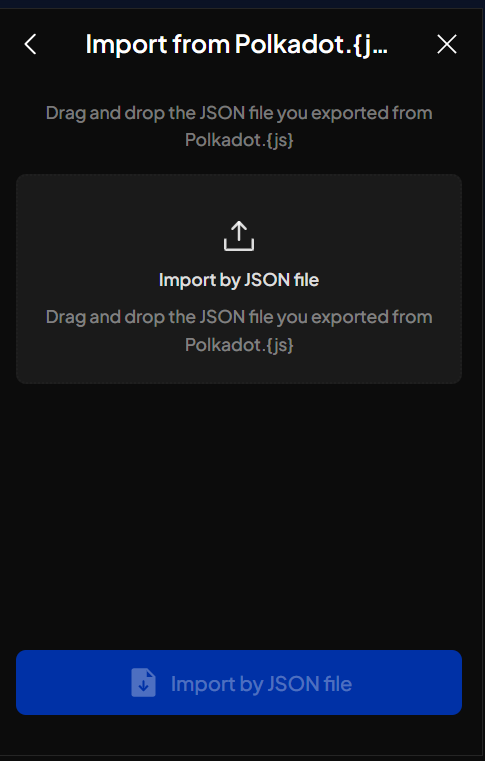 Import from Polkadot.{j...
Drag and drop the JSON file you exported from
Polkadot.{js}
Import by JSON file
Drag and drop the JSON file you exported from
Polkadot.{js}
Import by JSON file